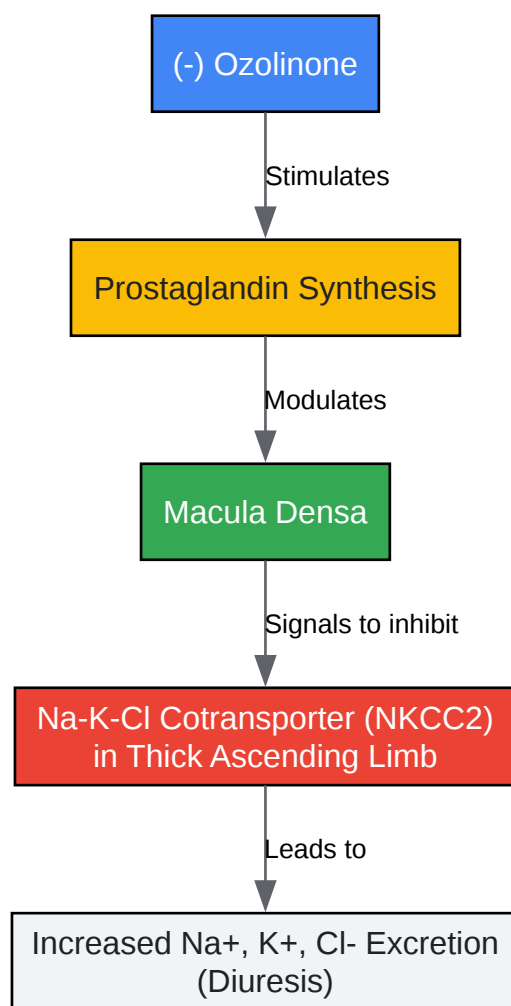 (-) Ozolinone
Stimulates
Prostaglandin Synthesis
Modulates
Macula Densa
Signals to inhibit
Na-K-Cl Cotransporter (NKCC2)
in Thick Ascending Limb
Leads to
Increased Na+, K+, Cl- Excretion
(Diuresis)